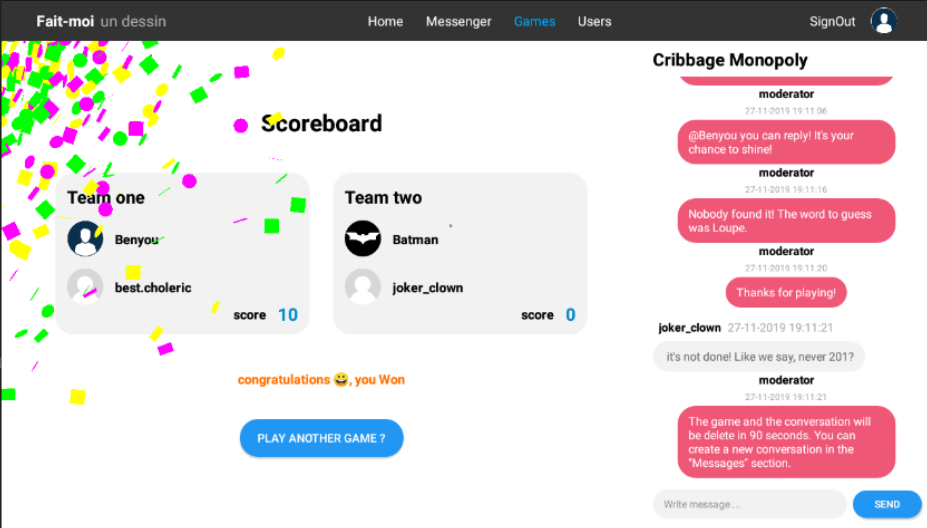 Fait-moi un dessin Home Messenger Games Users SignOut
Scoreboard
Team one
Benyou
best.choleric
score 10
Team two
Batman
joker_clown
score 0
congratulations 😀, you Won
PLAY ANOTHER GAME ?
Cribbage Monopoly
moderator
27-11-2019 19:11:06
@Benyou you can reply! It's your
chance to shine!
moderator
27-11-2019 19:11:16
Nobody found it! The word to guess
was Loupe.
moderator
27-11-2019 19:11:20
Thanks for playing!
joker_clown 27-11-2019 19:11:21
it's not done! Like we say, never 201?
moderator
27-11-2019 19:11:21
The game and the conversation will
be delete in 90 seconds. You can
create a new conversation in the
"Messages" section.
Write message ...
SEND